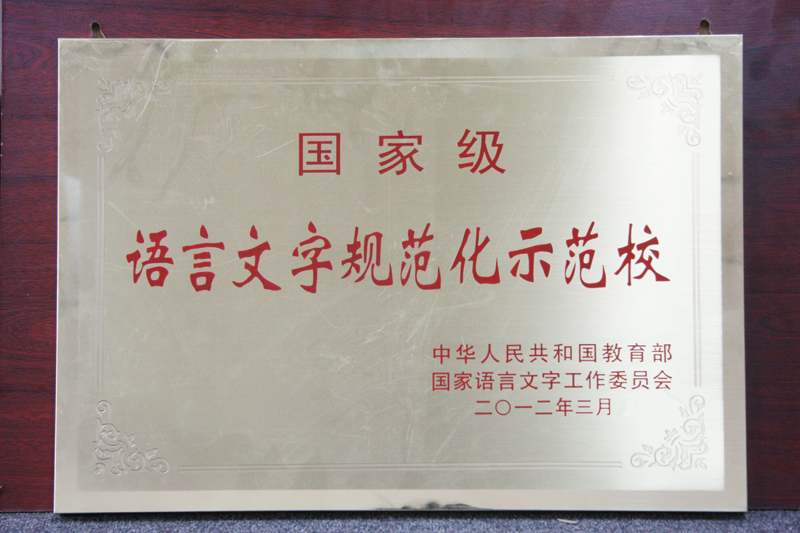 国家级
语言文字规范化示范校
中华人民共和国教育部
国家语言文字工作委员会
二〇一二年三月